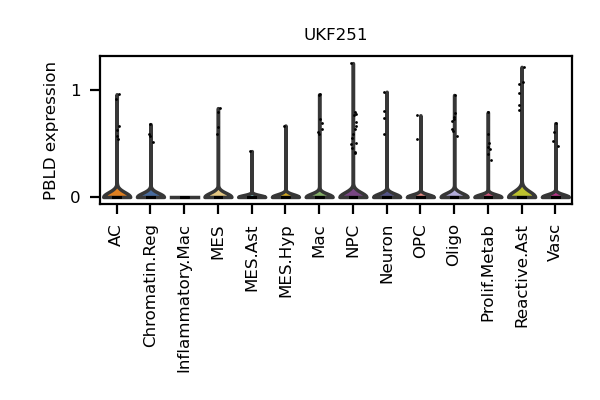 UKF251
PBLD expression
1
0
AC
Chromatin.Reg
Inflammatory.Mac
MES
MES.Ast
MES.Hyp
Mac
NPC
Neuron
OPC
Oligo
Prolif.Metab
Reactive.Ast
Vasc